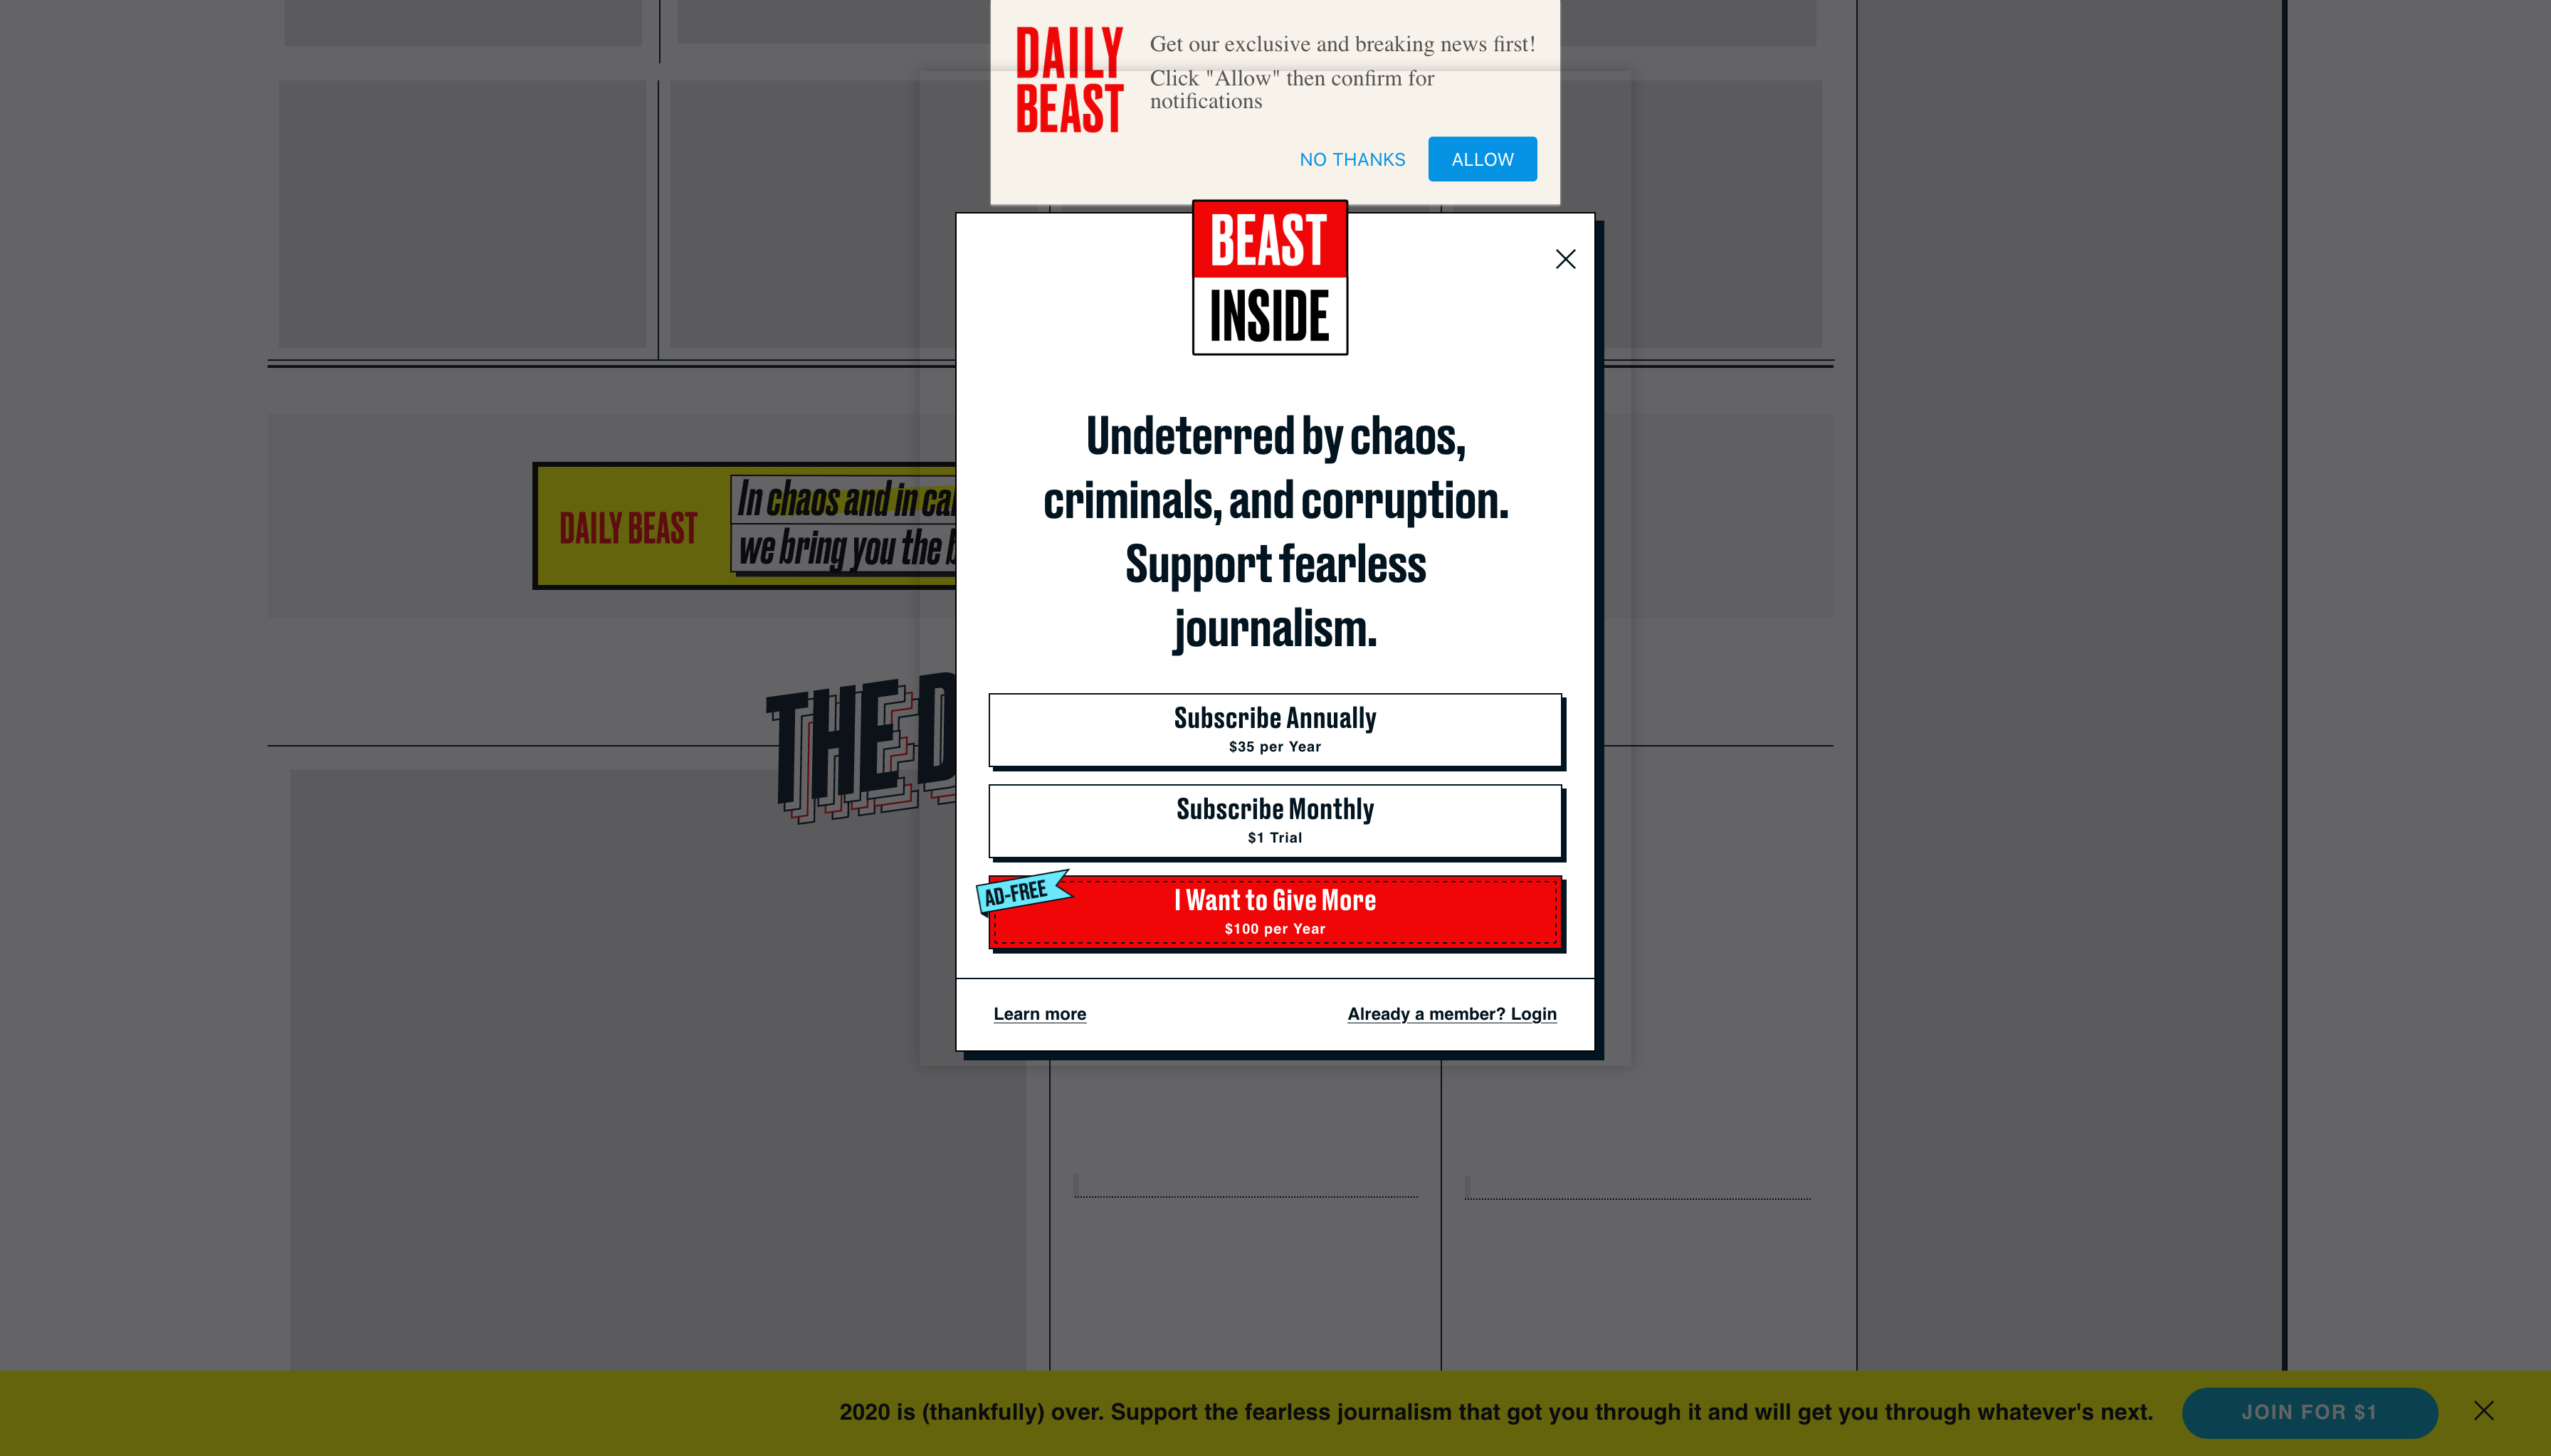 DAILY
BEAST
Get our exclusive and breaking news first!
Click "Allow" then confirm for
notifications
NO THANKS
ALLOW
BEAST
INSIDE
Undeterred by chaos,
criminals, and corruption.
Support fearless
journalism.
Subscribe Annually
$35 per Year
Subscribe Monthly
$1 Trial
AD-FREE
I Want to Give More
$100 per Year
Learn more
Already a member? Login
DAILY BEAST
In chaos and in
we bring you the
THE
2020 is (thankfully) over. Support the fearless journalism that got you through it and will get you through whatever's next.
JOIN FOR $1